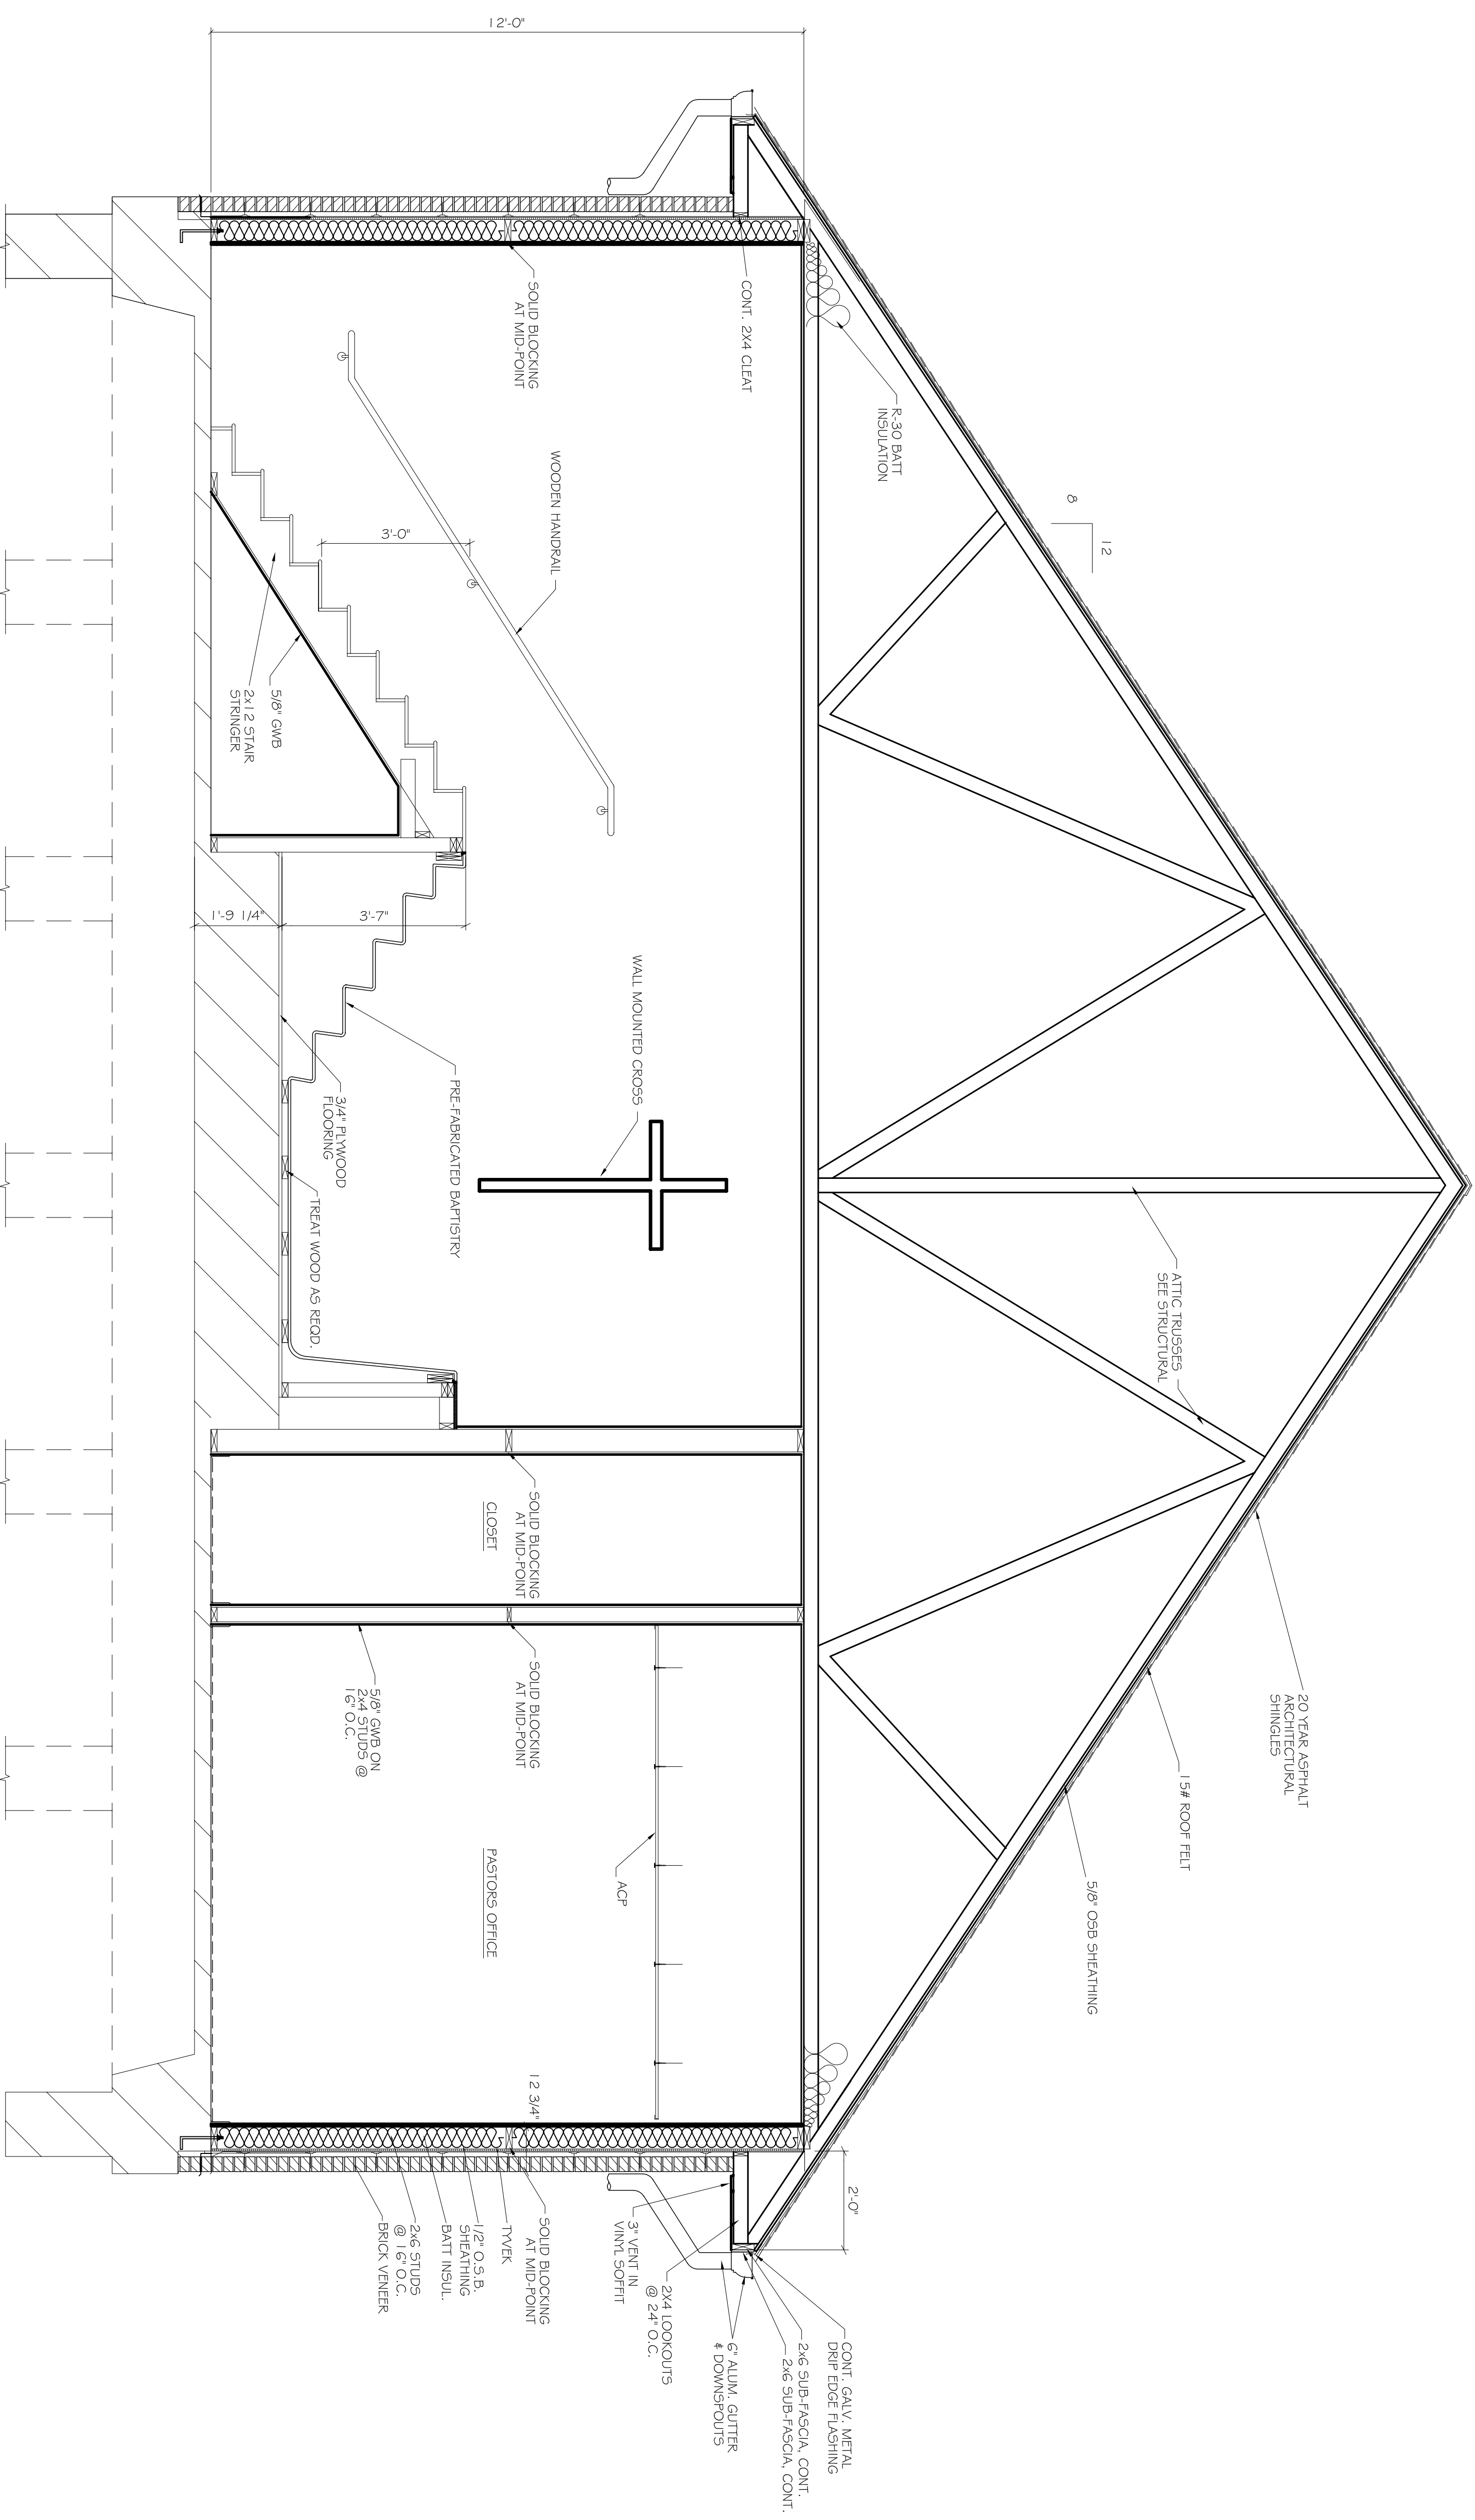 12'-0"
8
12
R-30 BATT
INSULATION
CONT. 2X4 CLEAT
SOLID BLOCKING
AT MID-POINT
WOODEN HANDRAIL
3'-0"
5/8" GWB
2x12 STAIR
STRINGER
1'-9 1/4"
3'-7"
WALL MOUNTED CROSS
PRE-FABRICATED BAPTISTRY
3/4" PLYWOOD
FLOORING
TREAT WOOD AS REQD.
ATTIC TRUSSES
SEE STRUCTURAL
SOLID BLOCKING
AT MID-POINT
CLOSET
SOLID BLOCKING
AT MID-POINT
5/8" GWB ON
2x4 STUDS @
16" O.C.
20 YEAR ASPHALT
ARCHITECTURAL
SHINGLES
15# ROOF FELT
5/8" OSB SHEATHING
ACP
PASTORS OFFICE
12 3/4"
2'-0"
CONT. GALV. METAL
DRIP EDGE FLASHING
2x6 SUB-FASCIA, CONT.
2x6 SUB-FASCIA, CONT.
6" ALUM. GUTTER
& DOWNSPOUTS
2X4 LOOKOUTS
@ 24" O.C.
3" VENT IN
VINYL SOFFIT
SOLID BLOCKING
AT MID-POINT
TYVEK
1/2" O.S.B.
SHEATHING
BATT INSUL.
2x6 STUDS
@ 16" O.C.
BRICK VENEER